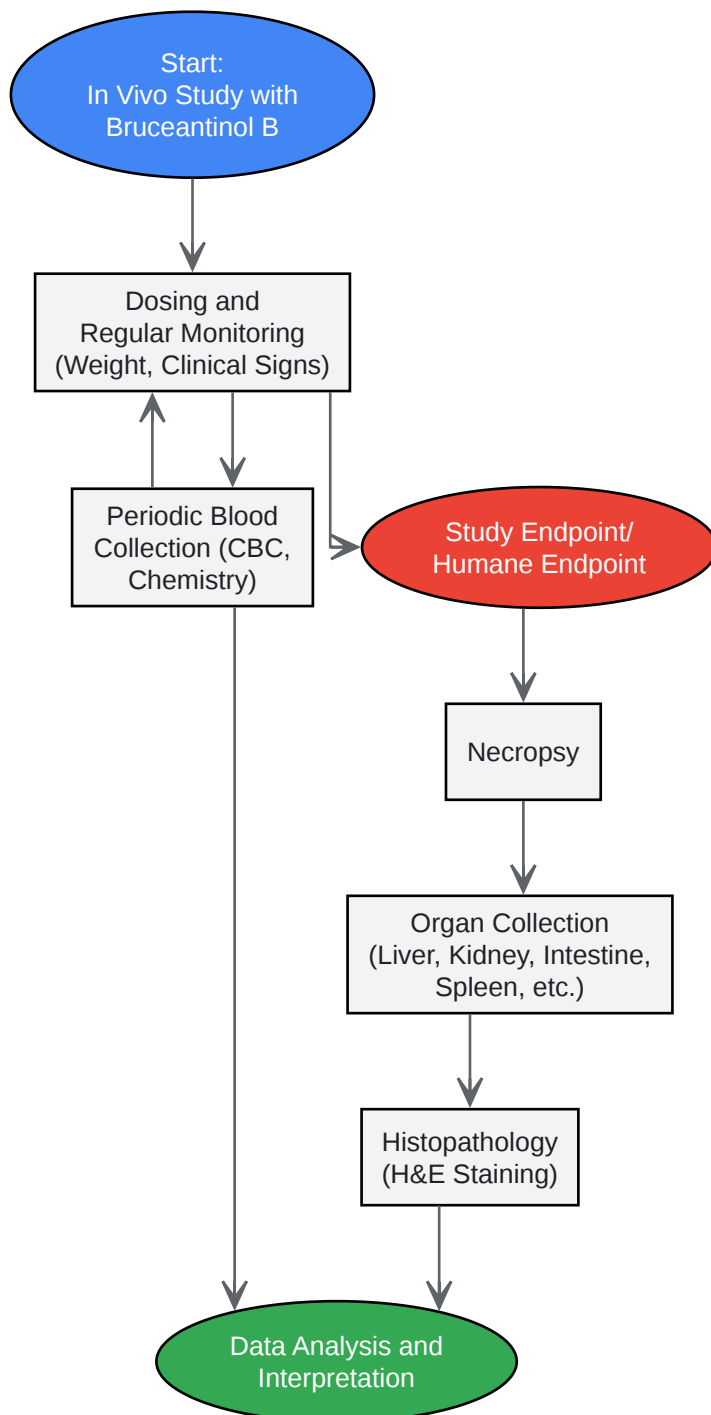 Start:
In Vivo Study with
Bruceantinol B
Dosing and
Regular Monitoring
(Weight, Clinical Signs)
Periodic Blood
Collection (CBC,
Chemistry)
Study Endpoint/
Humane Endpoint
Necropsy
Organ Collection
(Liver, Kidney, Intestine,
Spleen, etc.)
Histopathology
(H&E Staining)
Data Analysis and
Interpretation